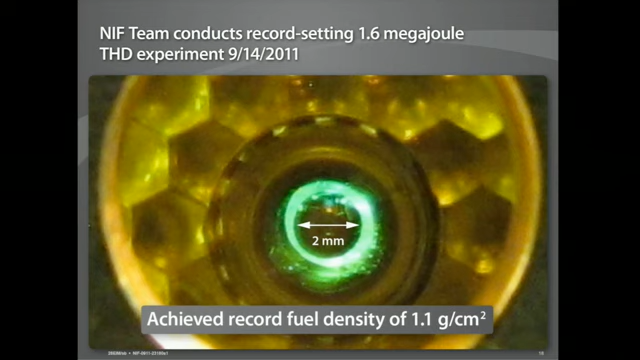 NIF Team conducts record-setting 1.6 megajoule
THD experiment 9/14/2011
2 mm
Achieved record fuel density of 1.1 g/cm²